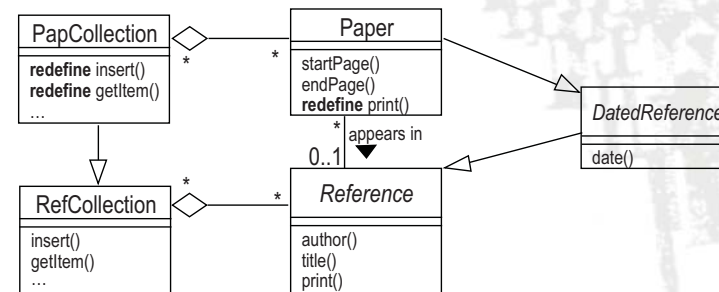 PapCollection
redefine insert()
redefine getItem()
…
*
*
Paper
startPage()
endPage()
redefine print()
DatedReference
date()
*
appears in
0..1
RefCollection
insert()
getItem()
…
*
*
Reference
author()
title()
print()